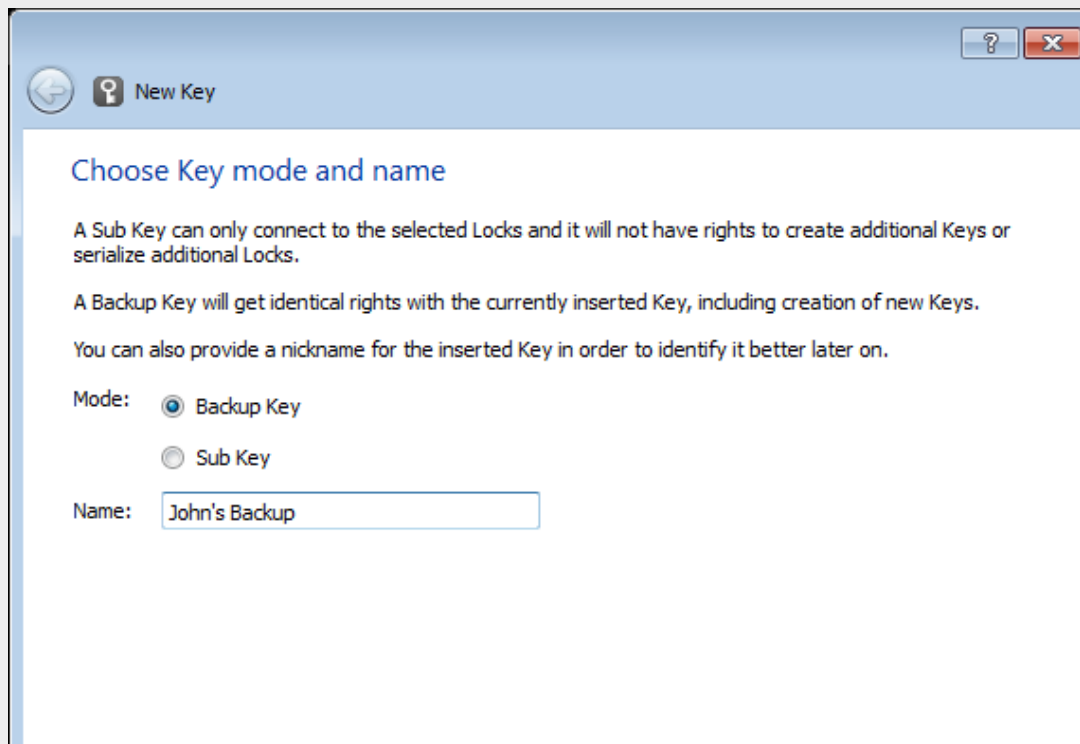 ?
New Key
Choose Key mode and name
A Sub Key can only connect to the selected Locks and it will not have rights to create additional Keys or
serialize additional Locks.
A Backup Key will get identical rights with the currently inserted Key, including creation of new Keys.
You can also provide a nickname for the inserted Key in order to identify it better later on.
Mode: Backup Key
Sub Key
Name: John's Backup